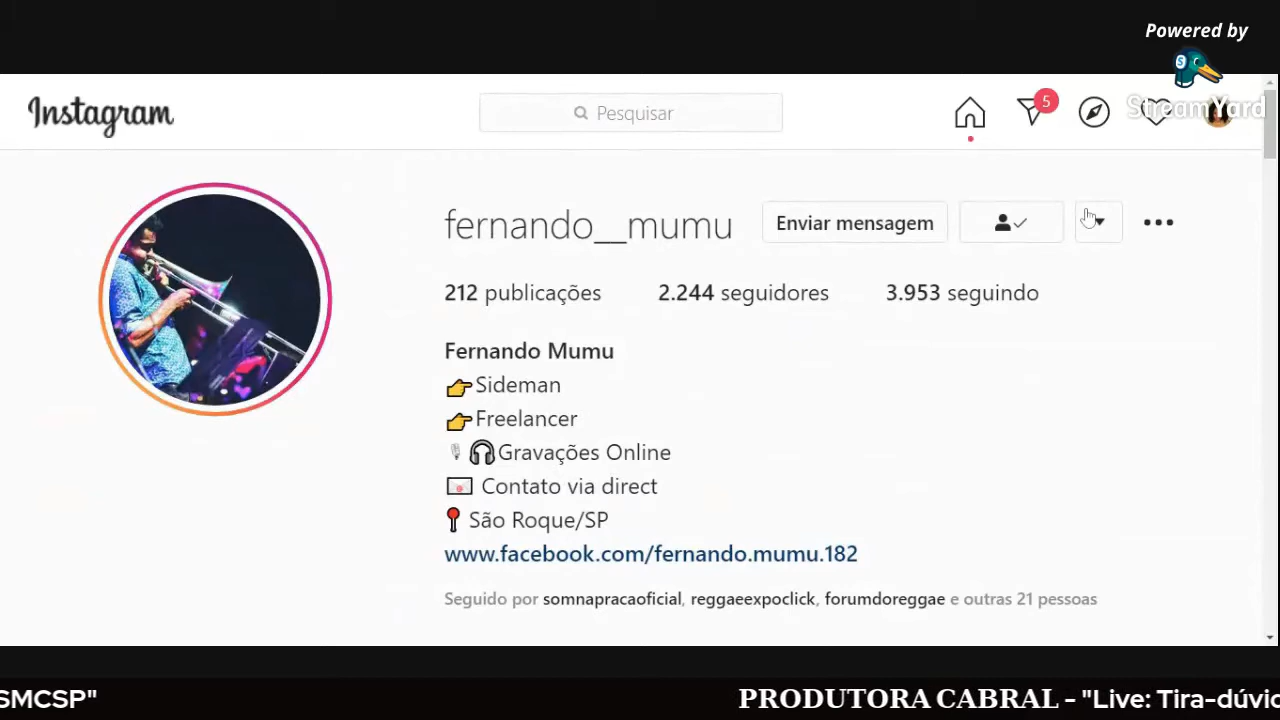 Powered by
StreamYard
Instagram
Pesquisar
5
fernando__mumu
Enviar mensagem
212 publicações
2.244 seguidores
3.953 seguindo
Fernando Mumu
👉Sideman
👉Freelancer
🎙️🎧Gravações Online
💌 Contato via direct
📍 São Roque/SP
www.facebook.com/fernando.mumu.182
Seguido por somnapracaoficial, reggaeexpoclick, forumdoreggae e outras 21 pessoas
SMCSP" PRODUTORA CABRAL - "Live: Tira-dúvid